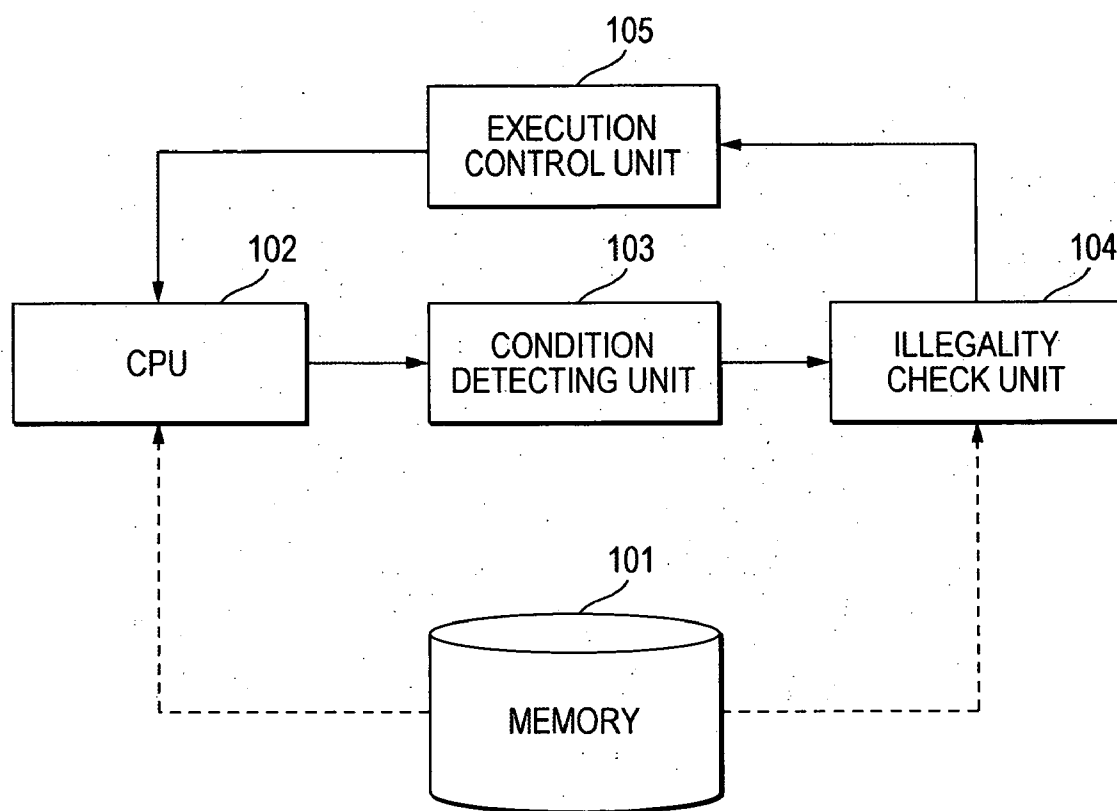 105
EXECUTION
CONTROL UNIT
102
103
104
CPU
CONDITION
DETECTING UNIT
ILLEGALITY
CHECK UNIT
101
MEMORY